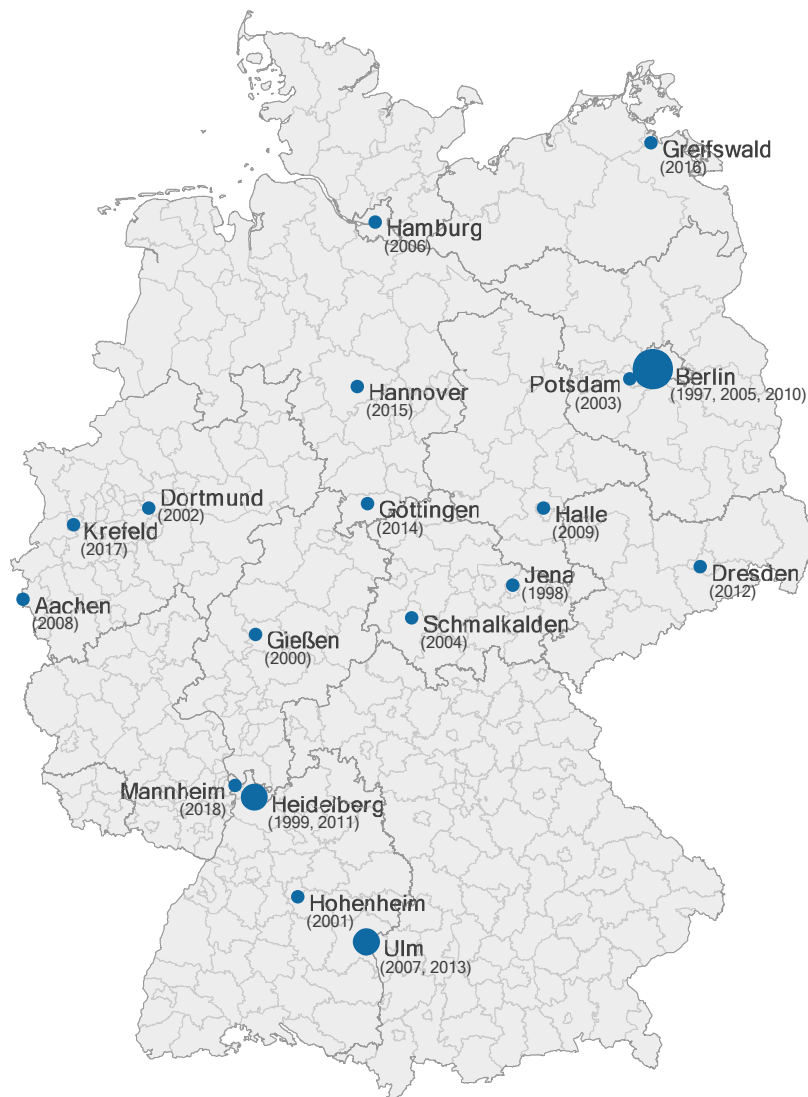 Greifswald
(2016)
Hamburg
(2006)
Berlin
(1997, 2005, 2010)
Potsdam
(2003)
Hannover
(2015)
Dortmund
(2002)
Göttingen
(2014)
Halle
(2009)
Krefeld
(2017)
Jena
(1998)
Dresden
(2012)
Aachen
(2008)
Schmalkalden
(2004)
Gießen
(2000)
Mannheim
(2018)
Heidelberg
(1999, 2011)
Hohenheim
(2001)
Ulm
(2007, 2013)